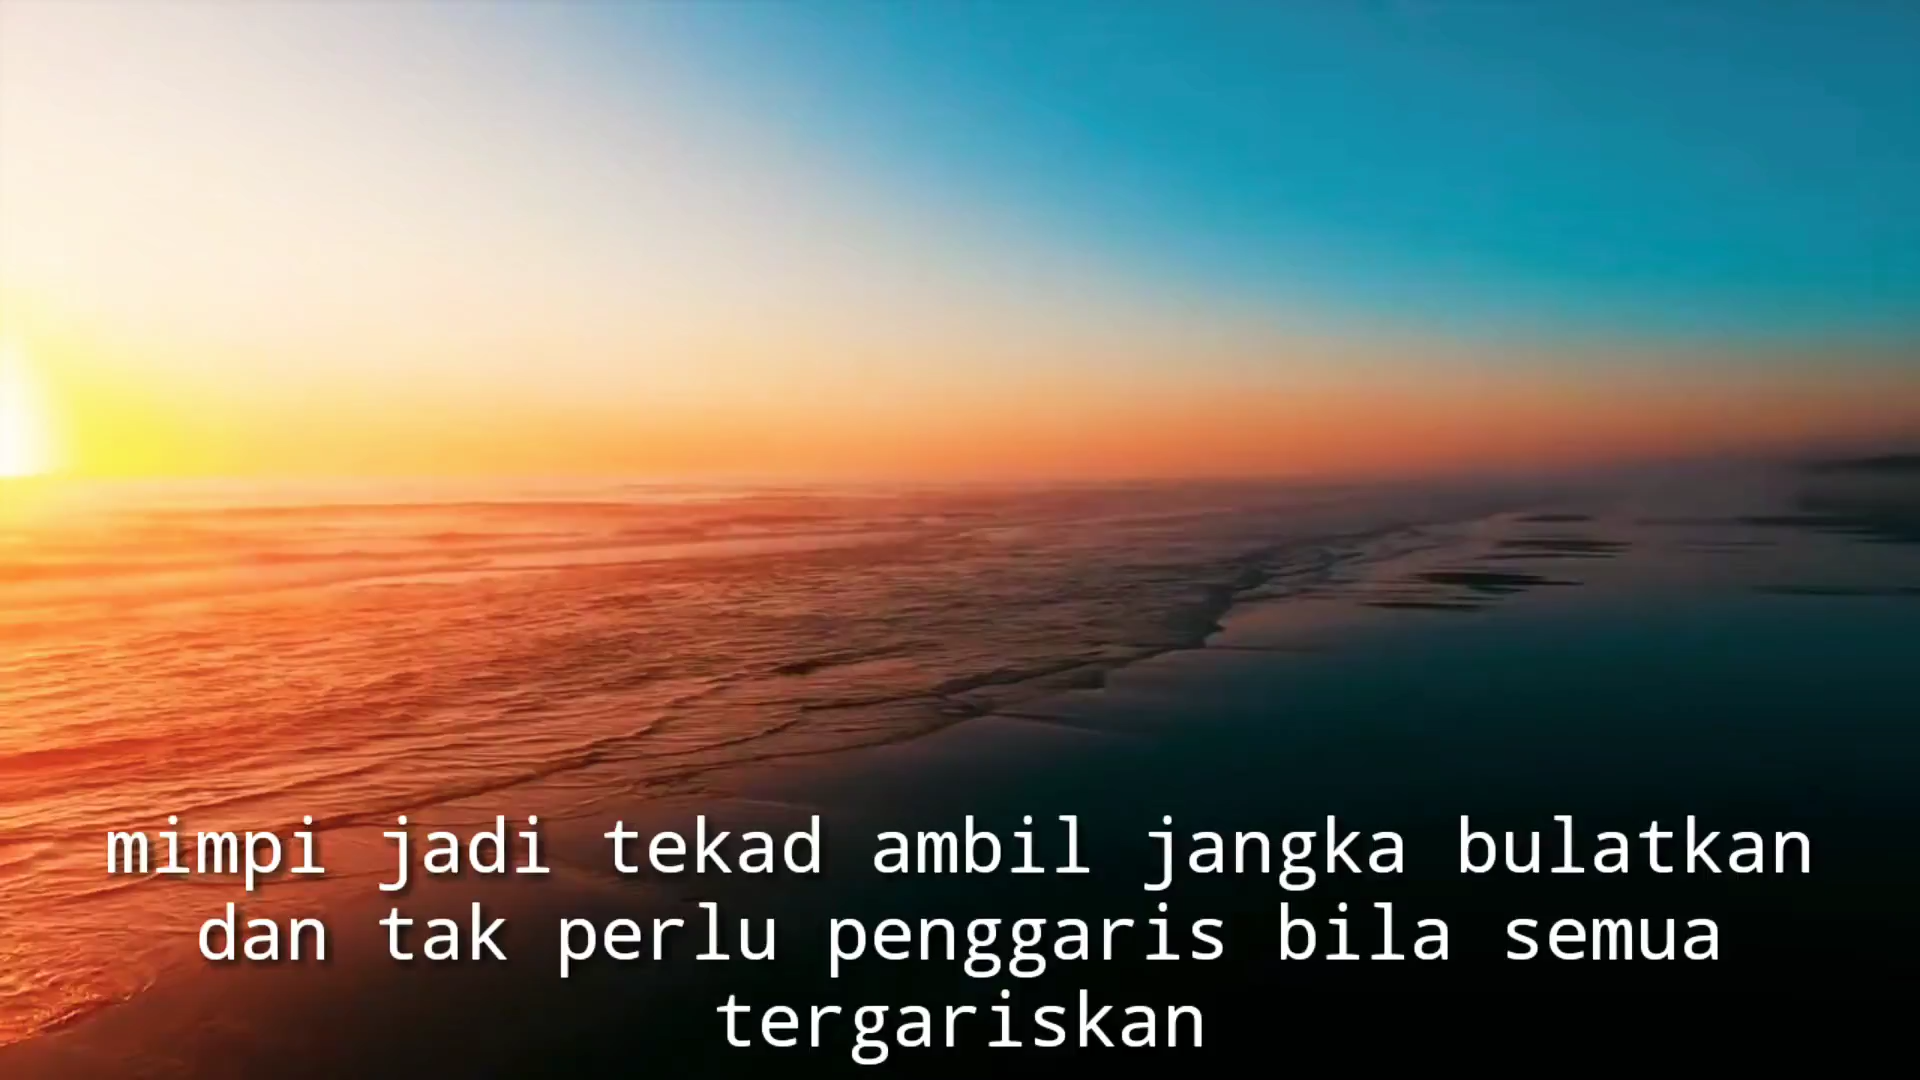 mimpi jadi tekad ambil jangka bulatkan
dan tak perlu penggaris bila semua
tergariskan